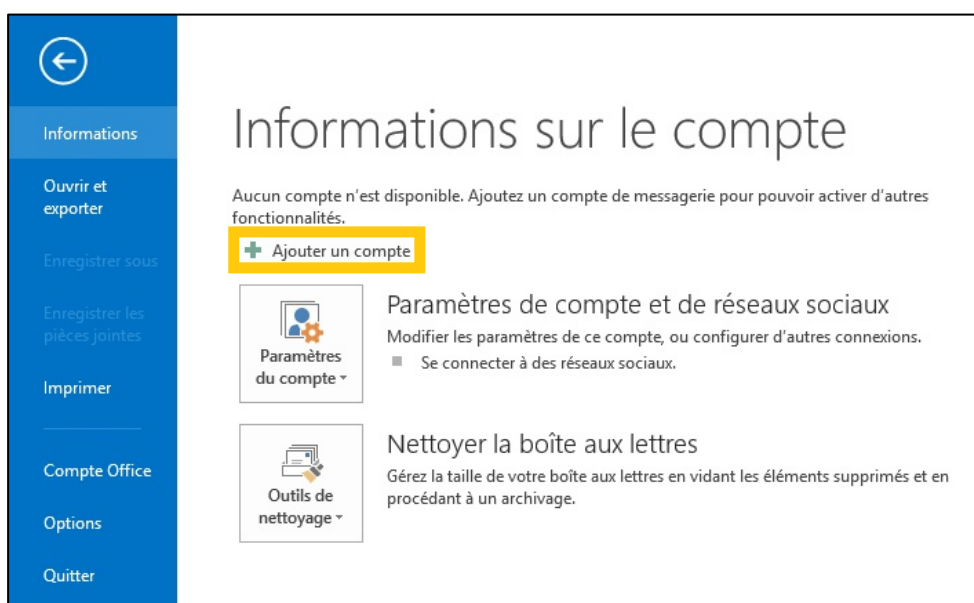 Informations
Ouvrir et
exporter
Enregistrer sous
Enregistrer les
pièces jointes
Imprimer
Compte Office
Options
Quitter
Informations sur le compte
Aucun compte n'est disponible. Ajoutez un compte de messagerie pour pouvoir activer d'autres
fonctionnalités.
Ajouter un compte
Paramètres
du compte
Paramètres de compte et de réseaux sociaux
Modifier les paramètres de ce compte, ou configurer d'autres connexions.
Se connecter à des réseaux sociaux.
Outils de
nettoyage
Nettoyer la boîte aux lettres
Gérez la taille de votre boîte aux lettres en vidant les éléments supprimés et en
procédant à un archivage.